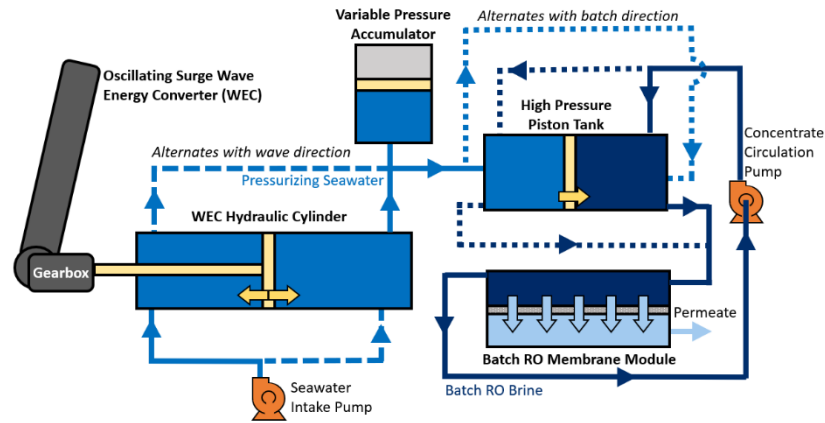 Variable Pressure
Accumulator
Alternates with batch direction
Oscillating Surge Wave
Energy Converter (WEC)
High Pressure
Piston Tank
Concentrate
Circulation
Pump
Alternates with wave direction
Pressurizing Seawater
WEC Hydraulic Cylinder
Gearbox
Permeate
Batch RO Membrane Module
Batch RO Brine
Seawater
Intake Pump